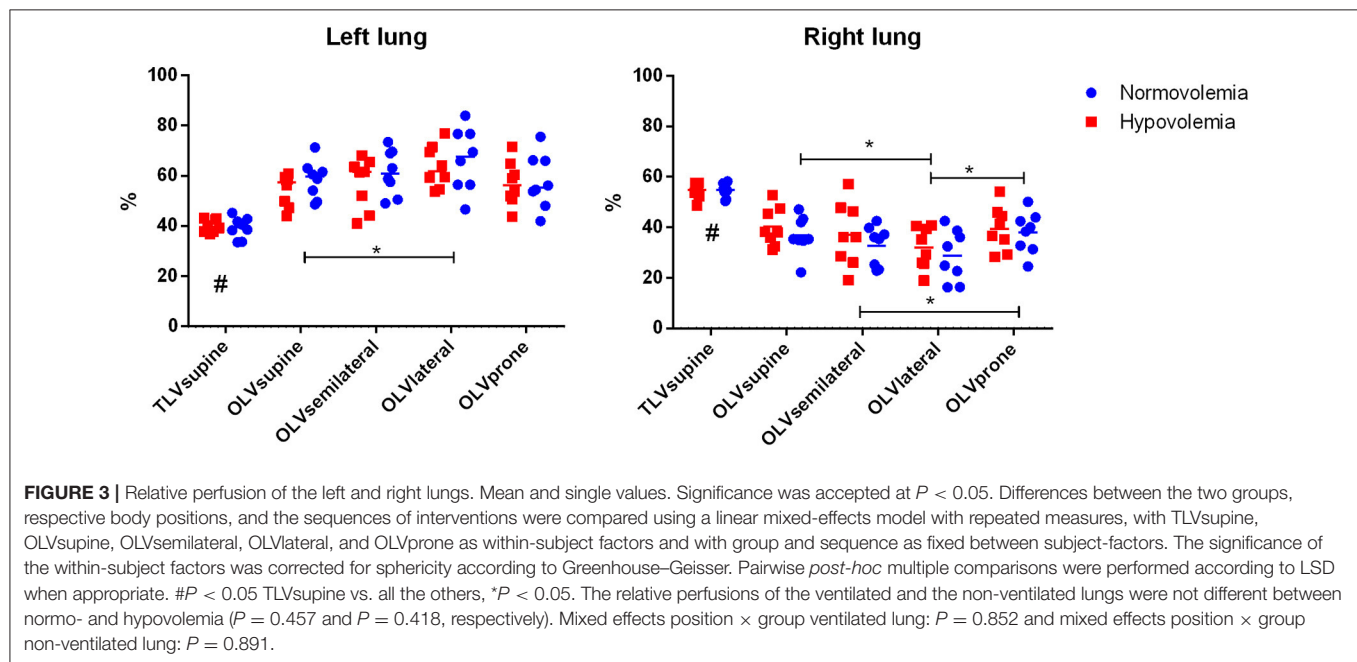 Left lung
Right lung
Normovolemia
Hypovolemia
100
80
60
40
20
0
%
*
#
TLVsupine
OLVsupine
OLVsemilateral
OLVlateral
OLVprone
100
80
60
40
20
0
%
*
*
#
*
TLVsupine
OLVsupine
OLVsemilateral
OLVlateral
OLVprone
FIGURE 3 | Relative perfusion of the left and right lungs. Mean and single values. Significance was accepted at P < 0.05. Differences between the two groups,
respective body positions, and the sequences of interventions were compared using a linear mixed-effects model with repeated measures, with TLVsupine,
OLVsupine, OLVsemilateral, OLVlateral, and OLVprone as within-subject factors and with group and sequence as fixed between subject-factors. The significance of
the within-subject factors was corrected for sphericity according to Greenhouse–Geisser. Pairwise post-hoc multiple comparisons were performed according to LSD
when appropriate. #P < 0.05 TLVsupine vs. all the others, *P < 0.05. The relative perfusions of the ventilated and the non-ventilated lungs were not different between
normo- and hypovolemia (P = 0.457 and P = 0.418, respectively). Mixed effects position × group ventilated lung: P = 0.852 and mixed effects position × group
non-ventilated lung: P = 0.891.